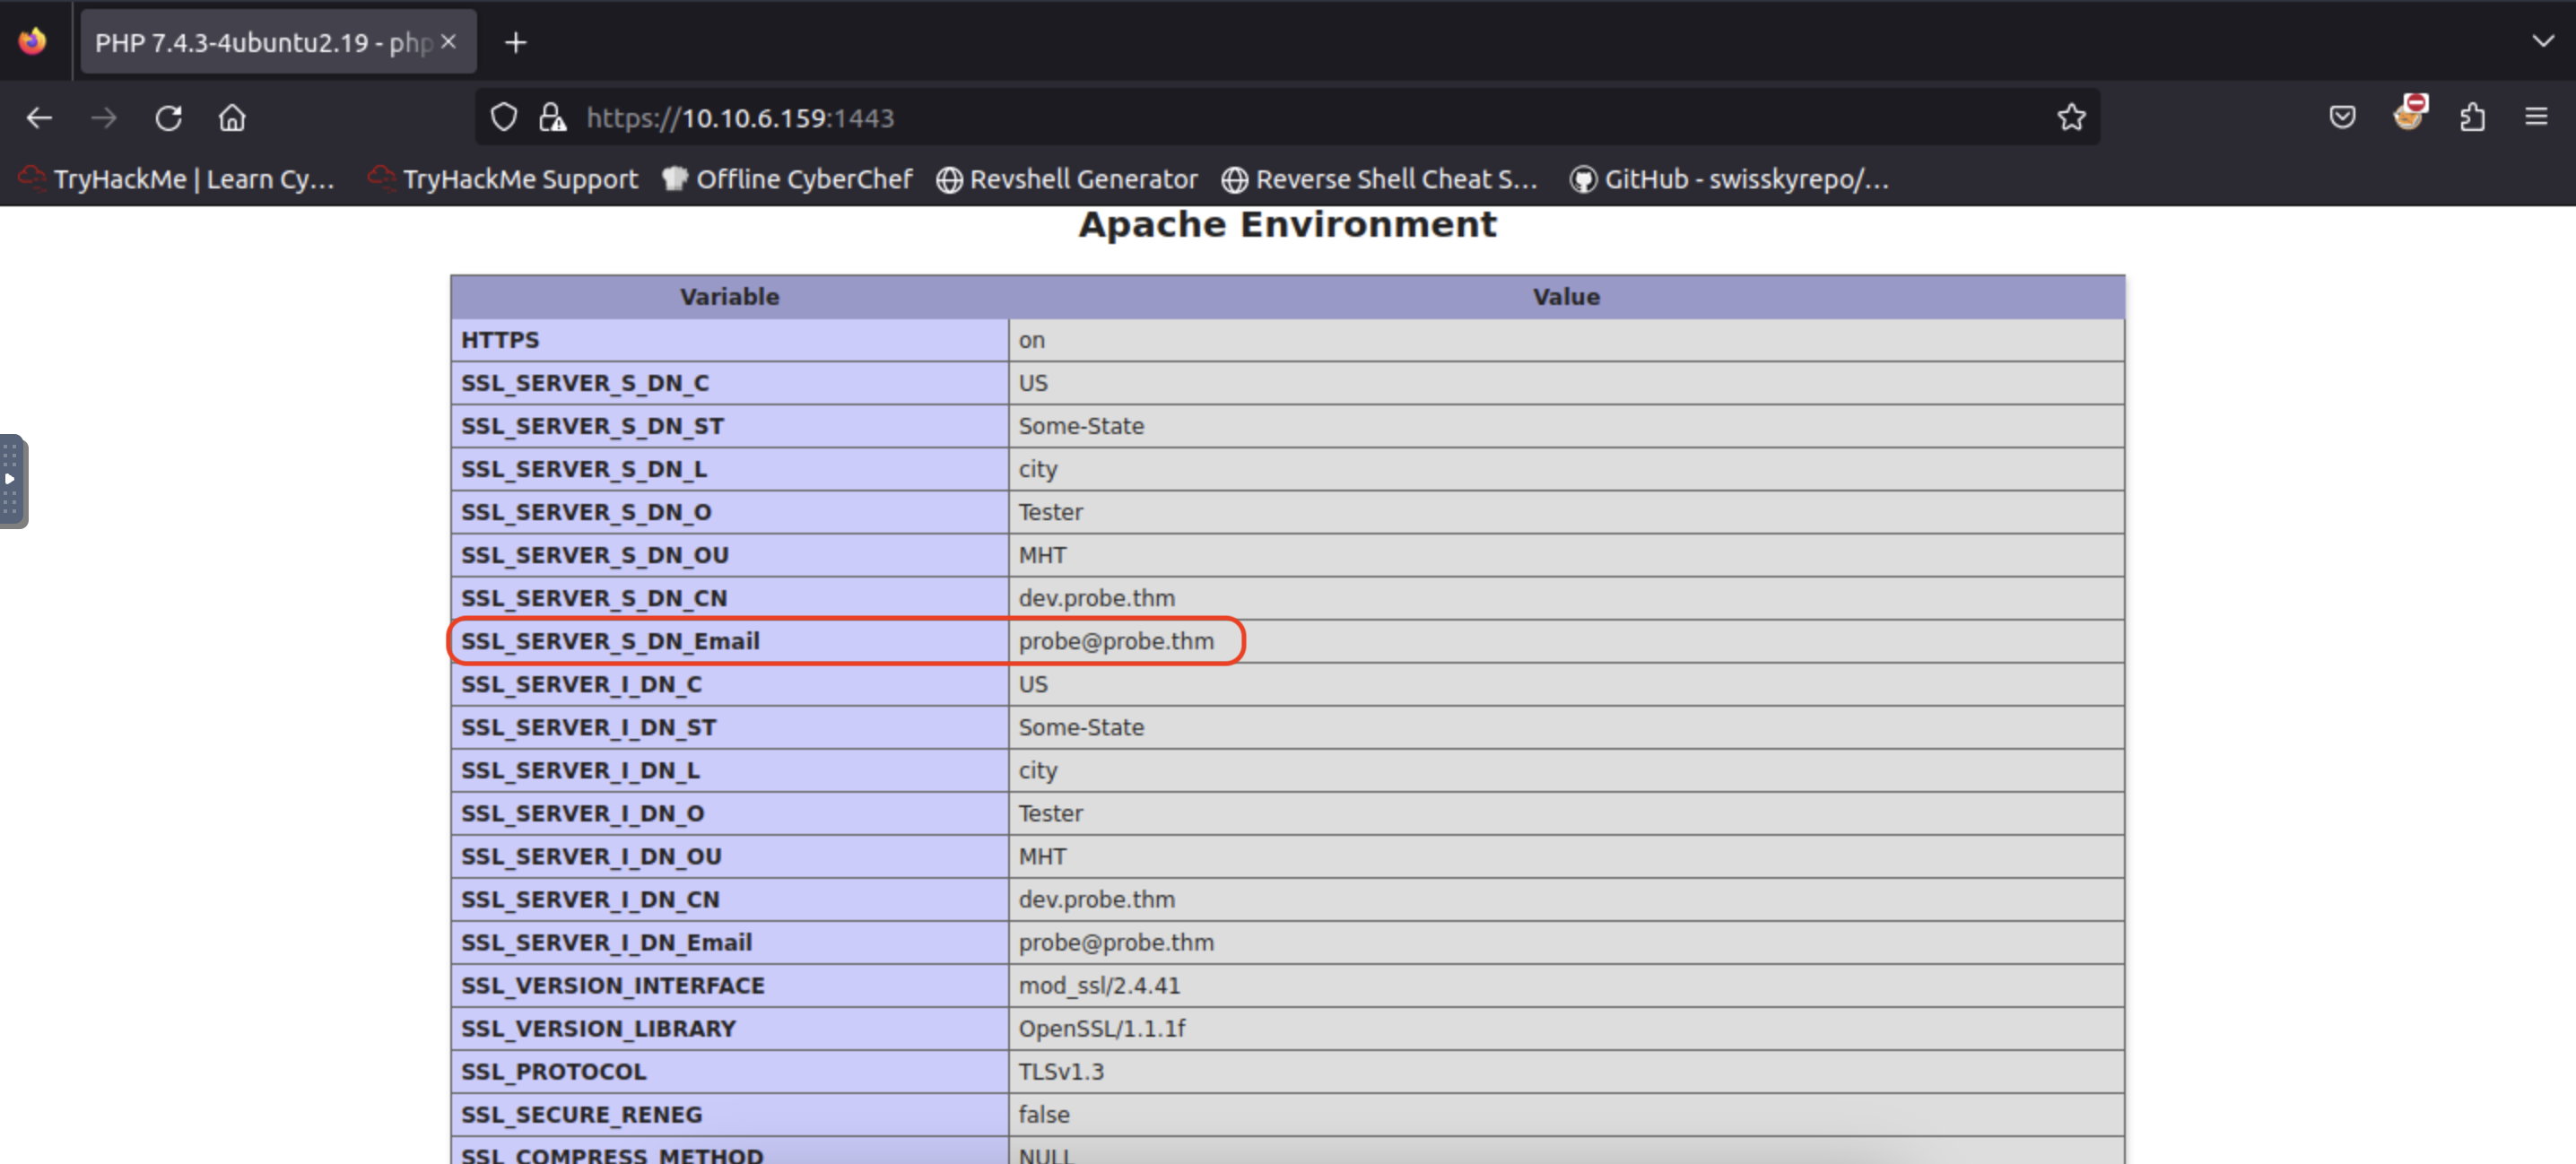 PHP 7.4.3-4ubuntu2.19 - php
https://10.10.6.159:1443
TryHackMe | Learn Cy... TryHackMe Support Offline CyberChef Revshell Generator Reverse Shell Cheat S... GitHub - swisskyrepo/...
Apache Environment
Variable Value
HTTPS on
SSL_SERVER_S_DN_C US
SSL_SERVER_S_DN_ST Some-State
SSL_SERVER_S_DN_L city
SSL_SERVER_S_DN_O Tester
SSL_SERVER_S_DN_OU MHT
SSL_SERVER_S_DN_CN dev.probe.thm
SSL_SERVER_S_DN_Email probe@probe.thm
SSL_SERVER_I_DN_C US
SSL_SERVER_I_DN_ST Some-State
SSL_SERVER_I_DN_L city
SSL_SERVER_I_DN_O Tester
SSL_SERVER_I_DN_OU MHT
SSL_SERVER_I_DN_CN dev.probe.thm
SSL_SERVER_I_DN_Email probe@probe.thm
SSL_VERSION_INTERFACE mod_ssl/2.4.41
SSL_VERSION_LIBRARY OpenSSL/1.1.1f
SSL_PROTOCOL TLSv1.3
SSL_SECURE_RENEG false
SSL_COMPRESS_METHOD NULL